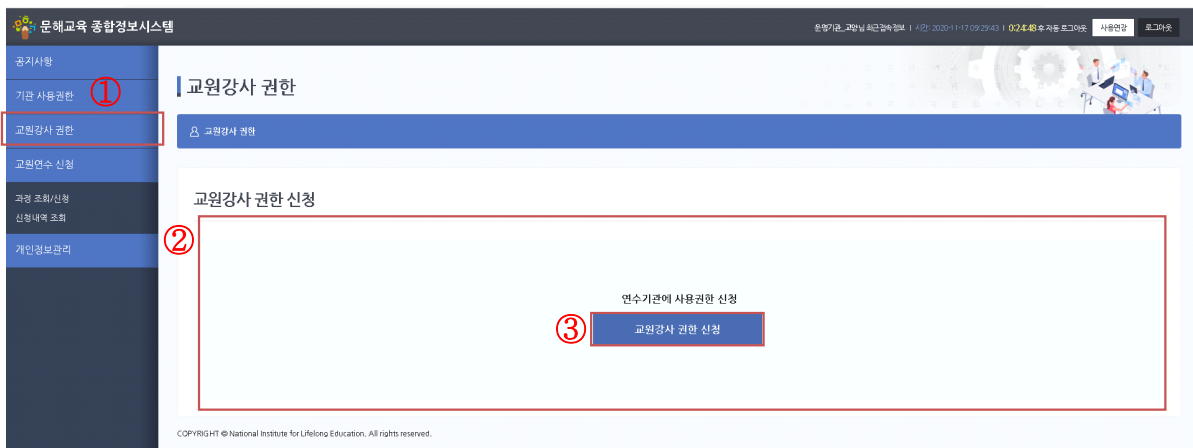 문해교육 종합정보시스템
운영기관_교양님 최근접속정보 | 시간: 2020-11-17 09:29:43 | 0:24:48 후 자동 로그아웃 사용연장 로그아웃
공지사항
기관 사용권한 ①
교원강사 권한
교원연수 신청
과정 조회/신청
신청내역 조회
개인정보관리
교원강사 권한
교원강사 권한
교원강사 권한 신청
②
연수기관에 사용권한 신청
③ 교원강사 권한 신청
COPYRIGHT © National Institute for Lifelong Education. All rights reserved.